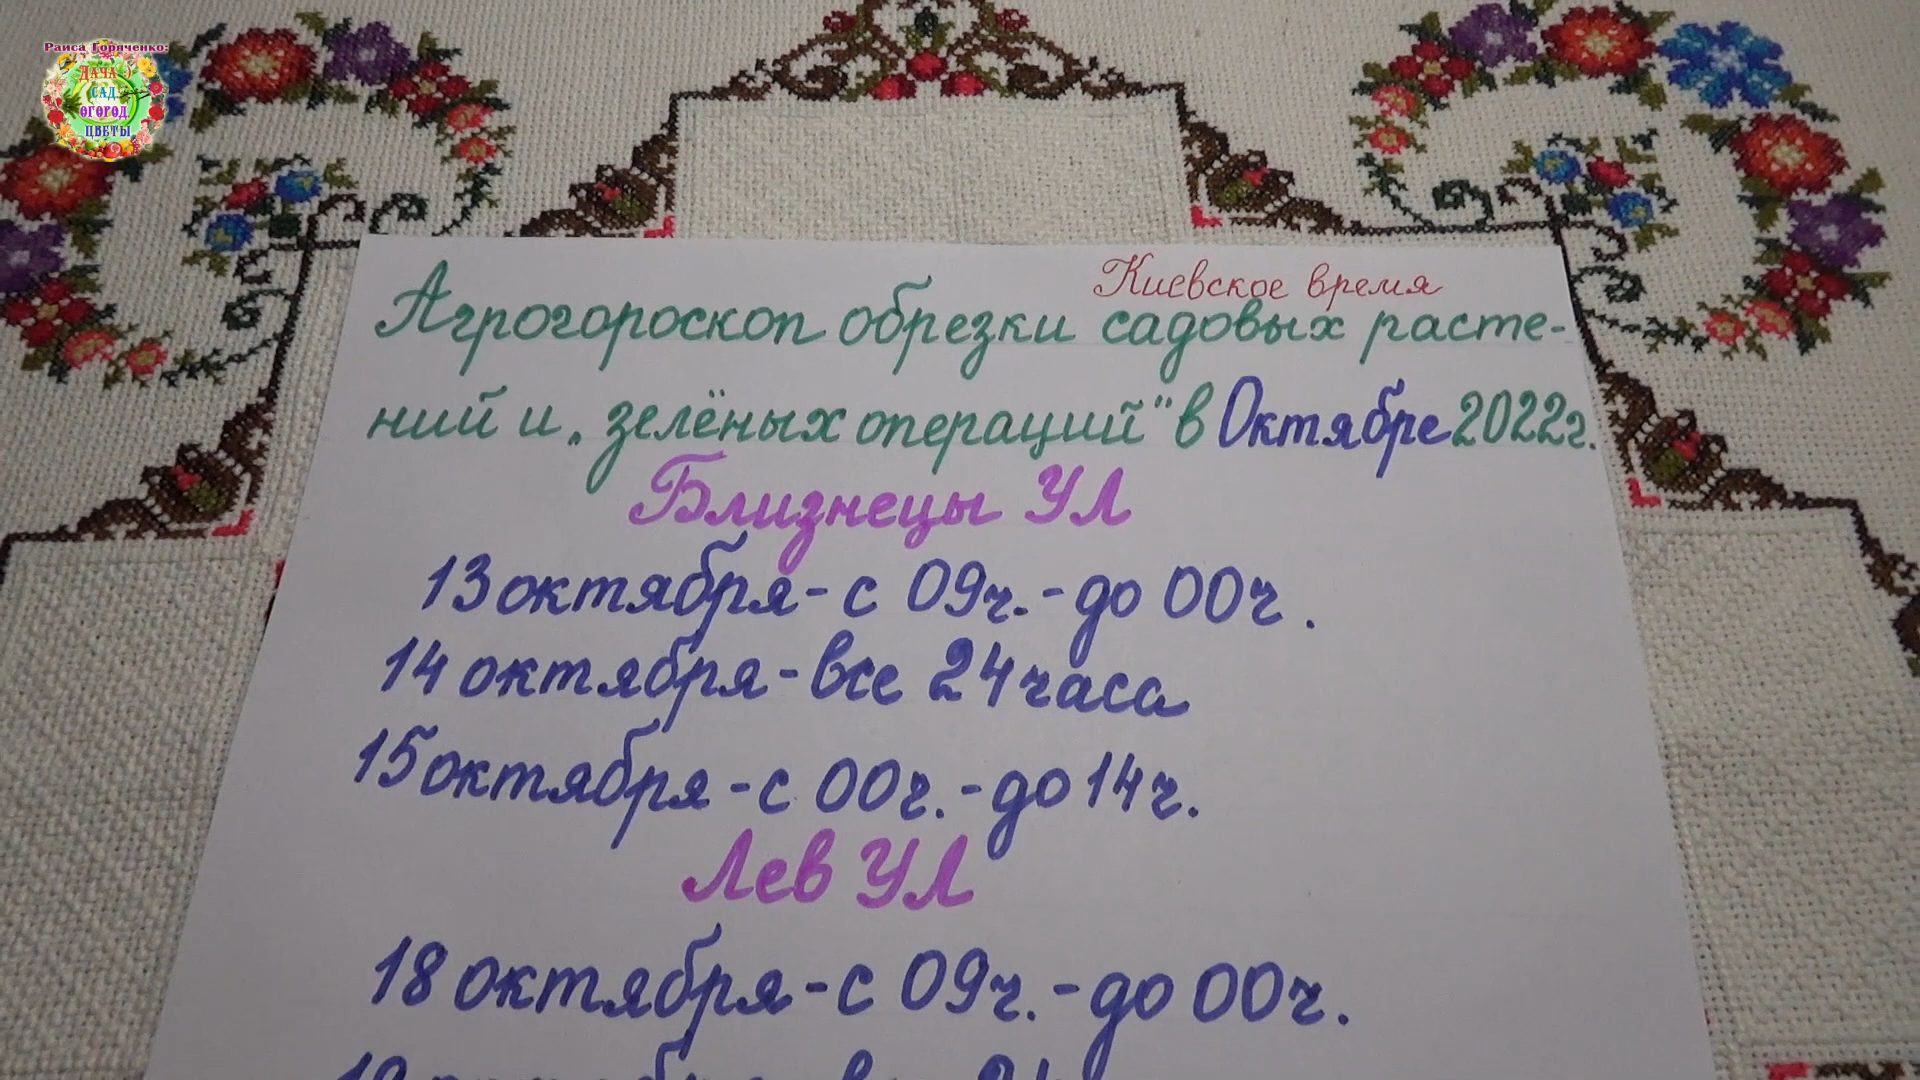 Раиса Горяченко:
Дача
сад
огород
цветы
Киевское время
Агрогороскоп обрезки садовых расте-
ний и „зелёных операций" в Октябре 2022г.
Близнецы УЛ
13 октября - с 09ч. - до 00ч.
14 октября - все 24 часа
15 октября - с 00ч. - до 14ч.
Лев УЛ
18 октября - с 09ч. - до 00ч.